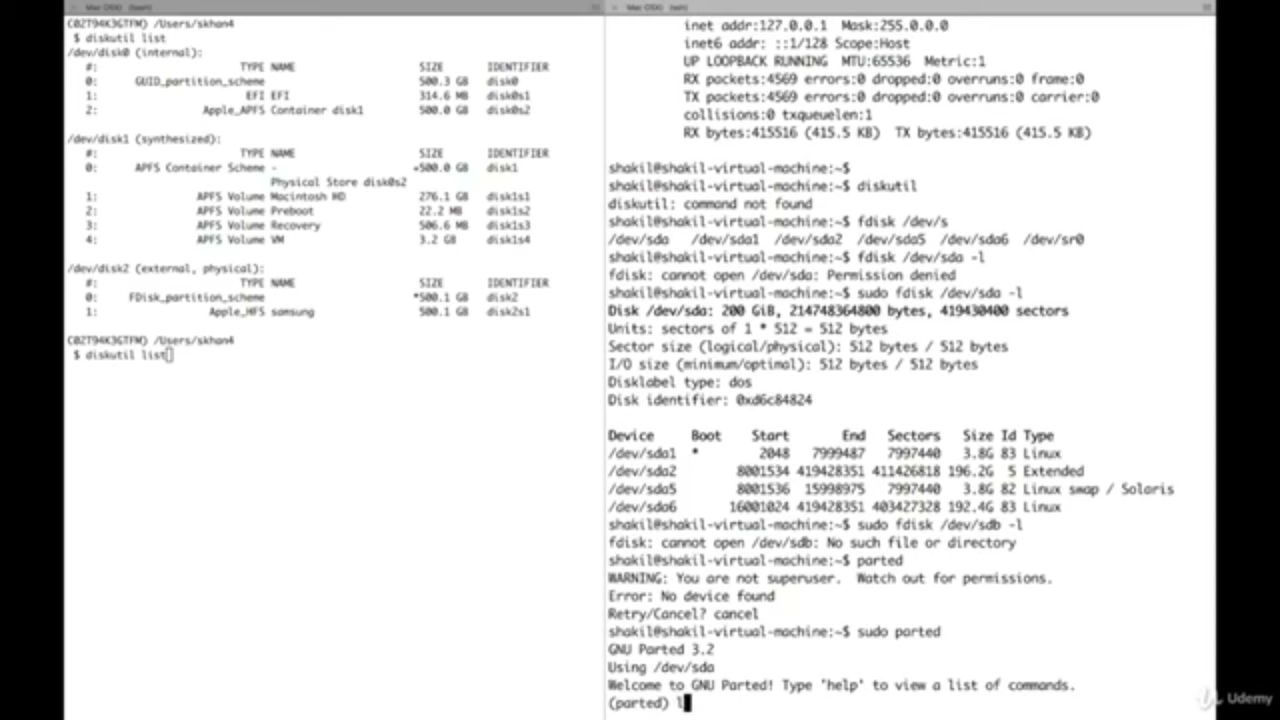 Mac OSX) (bash)
(02T94K3GTFM) /Users/skhan4
$ diskutil list
/dev/disk0 (internal):
#: TYPE NAME SIZE IDENTIFIER
0: GUID_partition_scheme 500.3 GB disk0
1: EFI EFI 314.6 MB disk0s1
2: Apple_APFS Container disk1 500.0 GB disk0s2
/dev/disk1 (synthesized):
#: TYPE NAME SIZE IDENTIFIER
0: APFS Container Scheme - +500.0 GB disk1
Physical Store disk0s2
1: APFS Volume Macintosh HD 276.1 GB disk1s1
2: APFS Volume Preboot 22.2 MB disk1s2
3: APFS Volume Recovery 506.6 MB disk1s3
4: APFS Volume VM 3.2 GB disk1s4
/dev/disk2 (external, physical):
#: TYPE NAME SIZE IDENTIFIER
0: FDisk_partition_scheme *500.1 GB disk2
1: Apple_HFS samsung 500.1 GB disk2s1
(02T94K3GTFM) /Users/skhan4
$ diskutil list
Mac OSX)
inet addr:127.0.0.1 Mask:255.0.0.0
inet6 addr: ::1/128 Scope:Host
UP LOOPBACK RUNNING MTU:65536 Metric:1
RX packets:4569 errors:0 dropped:0 overruns:0 frame:0
TX packets:4569 errors:0 dropped:0 overruns:0 carrier:0
collisions:0 txqueuelen:1
RX bytes:415516 (415.5 KB) TX bytes:415516 (415.5 KB)
shakil@shakil-virtual-machine:~$
shakil@shakil-virtual-machine:~$ diskutil
diskutil: command not found
shakil@shakil-virtual-machine:~$ fdisk /dev/s
/dev/sda /dev/sda1 /dev/sda2 /dev/sda5 /dev/sda6 /dev/sr0
shakil@shakil-virtual-machine:~$ fdisk /dev/sda -l
fdisk: cannot open /dev/sda: Permission denied
shakil@shakil-virtual-machine:~$ sudo fdisk /dev/sda -l
Disk /dev/sda: 200 GiB, 214748364800 bytes, 419430400 sectors
Units: sectors of 1 * 512 = 512 bytes
Sector size (logical/physical): 512 bytes / 512 bytes
I/O size (minimum/optimal): 512 bytes / 512 bytes
Disklabel type: dos
Disk identifier: 0xd6c84824
Device Boot Start End Sectors Size Id Type
/dev/sda1 * 2048 7999487 7997440 3.8G 83 Linux
/dev/sda2 8001534 419428351 411426818 196.2G 5 Extended
/dev/sda5 8001536 15998975 7997440 3.8G 82 Linux swap / Solaris
/dev/sda6 16001024 419428351 403427328 192.4G 83 Linux
shakil@shakil-virtual-machine:~$ sudo fdisk /dev/sdb -l
fdisk: cannot open /dev/sdb: No such file or directory
shakil@shakil-virtual-machine:~$ parted
WARNING: You are not superuser. Watch out for permissions.
Error: No device found
Retry/Cancel? cancel
shakil@shakil-virtual-machine:~$ sudo parted
GNU Parted 3.2
Using /dev/sda
Welcome to GNU Parted! Type 'help' to view a list of commands.
(parted) l
Udemy